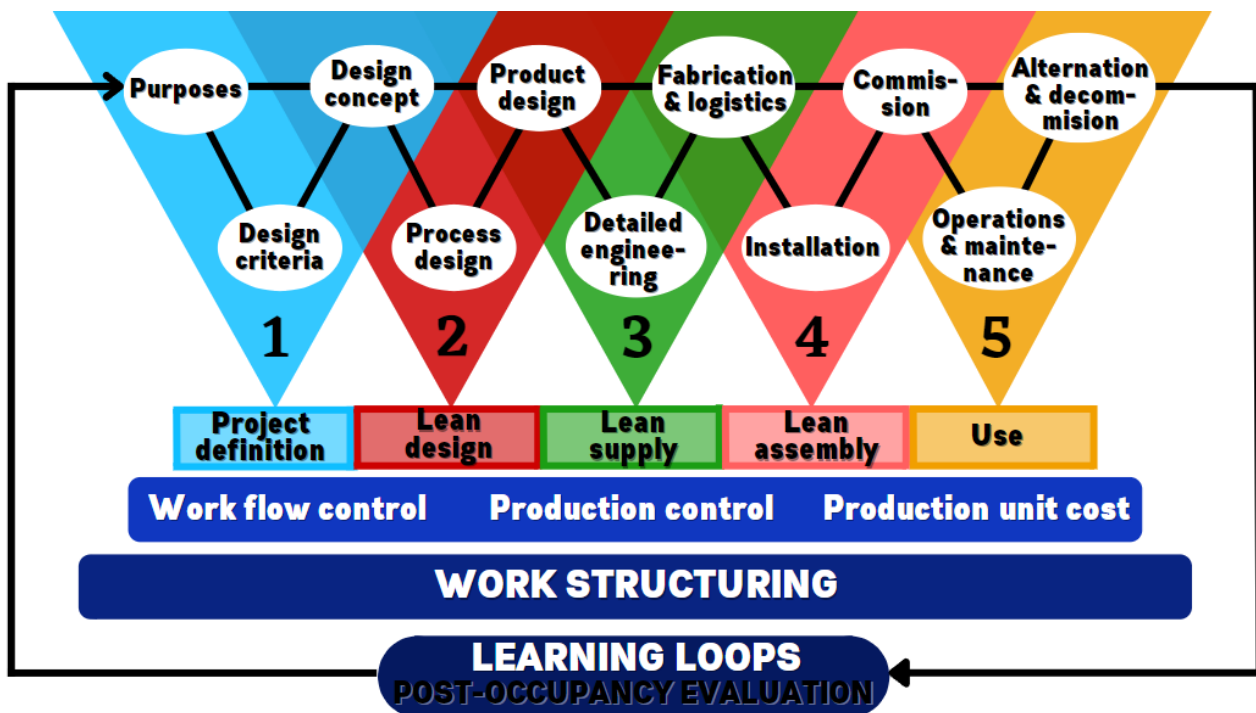 Purposes
Design
concept
Product
design
Fabrication
& logistics
Commis-
sion
Alternation
& decom-
mision
Design
criteria
Process
design
Detailed
enginee-
ring
Installation
Operations
& mainte-
nance
1
2
3
4
5
Project
definition
Lean
design
Lean
supply
Lean
assembly
Use
Work flow control
Production control
Production unit cost
WORK STRUCTURING
LEARNING LOOPS
POST-OCCUPANCY EVALUATION